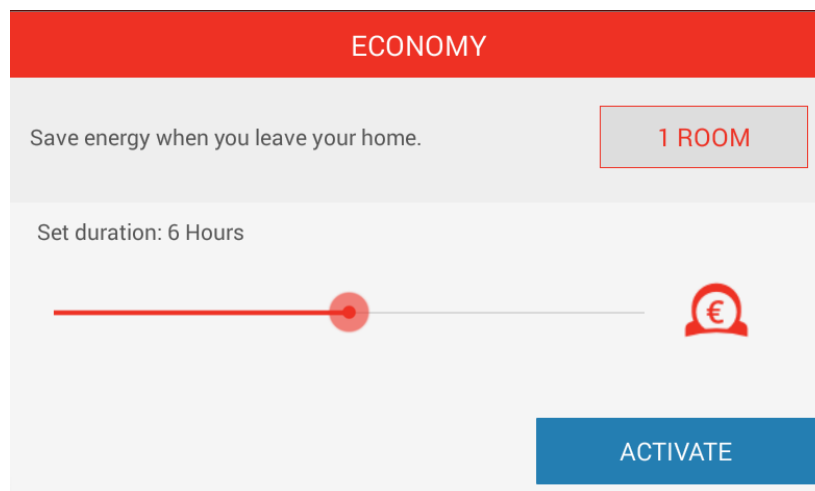 ECONOMY
Save energy when you leave your home.
1 ROOM
Set duration: 6 Hours
€
ACTIVATE